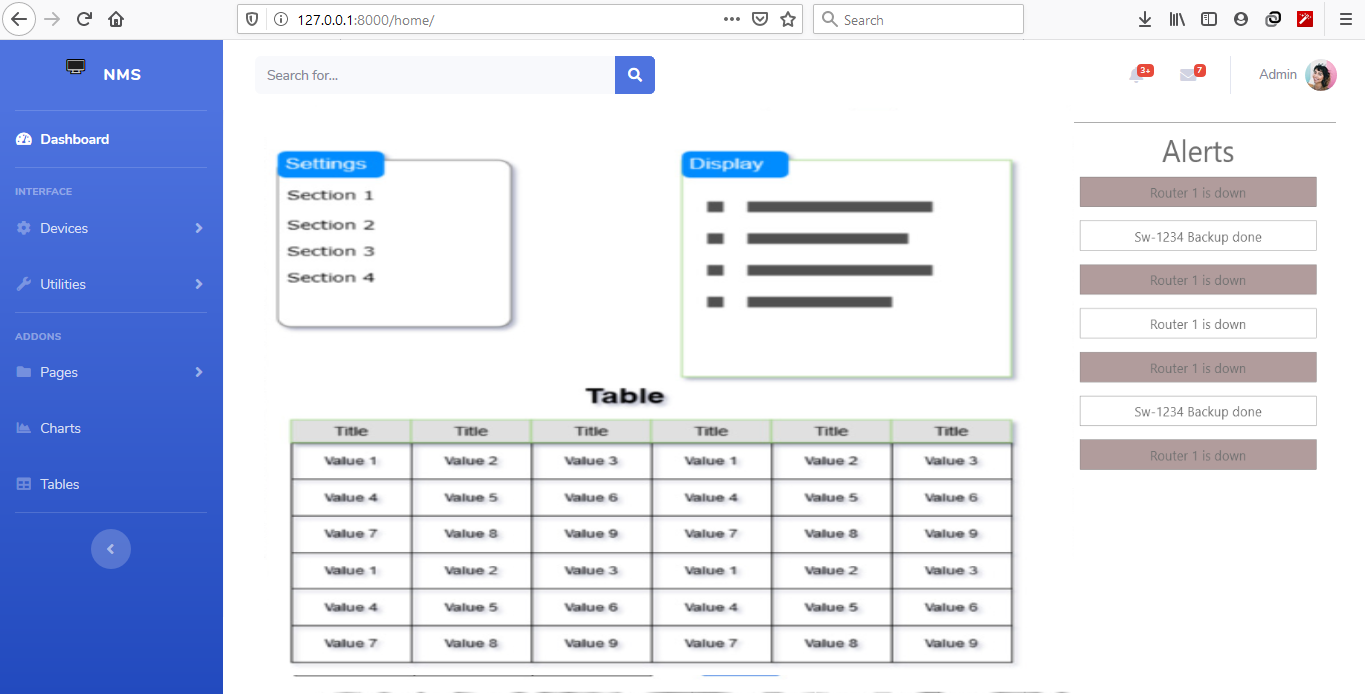 127.0.0.1:8000/home/
Search
NMS
Search for...
3+
7
Admin
Dashboard
INTERFACE
Devices
Utilities
ADDONS
Pages
Charts
Tables
Settings
Section 1
Section 2
Section 3
Section 4
Display
Table
Title Title Title Title Title Title
Value 1 Value 2 Value 3 Value 1 Value 2 Value 3
Value 4 Value 5 Value 6 Value 4 Value 5 Value 6
Value 7 Value 8 Value 9 Value 7 Value 8 Value 9
Value 1 Value 2 Value 3 Value 1 Value 2 Value 3
Value 4 Value 5 Value 6 Value 4 Value 5 Value 6
Value 7 Value 8 Value 9 Value 7 Value 8 Value 9
Alerts
Router 1 is down
Sw-1234 Backup done
Router 1 is down
Router 1 is down
Router 1 is down
Sw-1234 Backup done
Router 1 is down